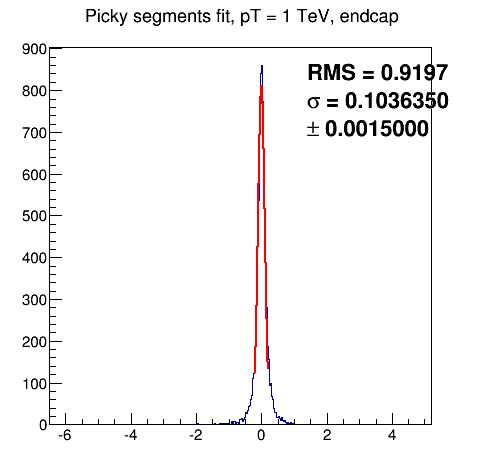 Picky segments fit, pT = 1 TeV, endcap
RMS = 0.9197
σ = 0.1036350
± 0.0015000
900
800
700
600
500
400
300
200
100
0
-6 -4 -2 0 2 4